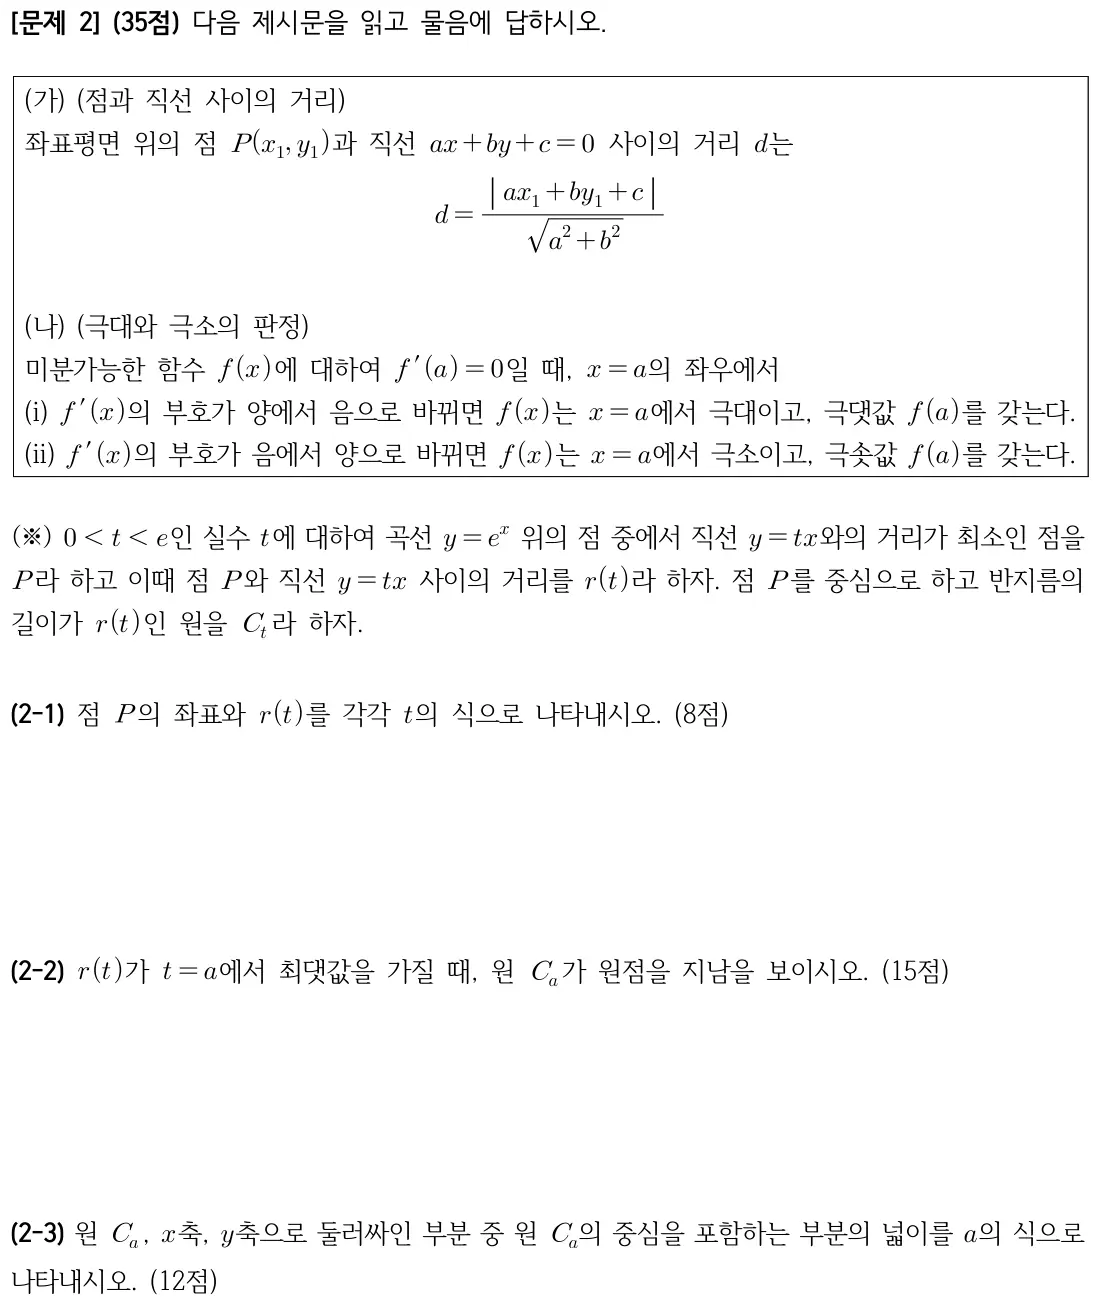 [문제 2] (35점) 다음 제시문을 읽고 물음에 답하시오.
(가) (점과 직선 사이의 거리)
좌표평면 위의 점 P(x₁, y₁)과 직선 ax+by+c=0 사이의 거리 d는
d = |ax₁+by₁+c| / √(a²+b²)
(나) (극대와 극소의 판정)
미분가능한 함수 f(x)에 대하여 f′(a)=0일 때, x=a의 좌우에서
(i) f′(x)의 부호가 양에서 음으로 바뀌면 f(x)는 x=a에서 극대이고, 극댓값 f(a)를 갖는다.
(ii) f′(x)의 부호가 음에서 양으로 바뀌면 f(x)는 x=a에서 극소이고, 극솟값 f(a)를 갖는다.
(※) 0<t<e인 실수 t에 대하여 곡선 y=eˣ 위의 점 중에서 직선 y=tx와의 거리가 최소인 점을
P라 하고 이때 점 P와 직선 y=tx 사이의 거리를 r(t)라 하자. 점 P를 중심으로 하고 반지름의
길이가 r(t)인 원을 Cₜ라 하자.
(2-1) 점 P의 좌표와 r(t)를 각각 t의 식으로 나타내시오. (8점)
(2-2) r(t)가 t=a에서 최댓값을 가질 때, 원 Cₐ가 원점을 지남을 보이시오. (15점)
(2-3) 원 Cₐ, x축, y축으로 둘러싸인 부분 중 원 Cₐ의 중심을 포함하는 부분의 넓이를 a의 식으로
나타내시오. (12점)